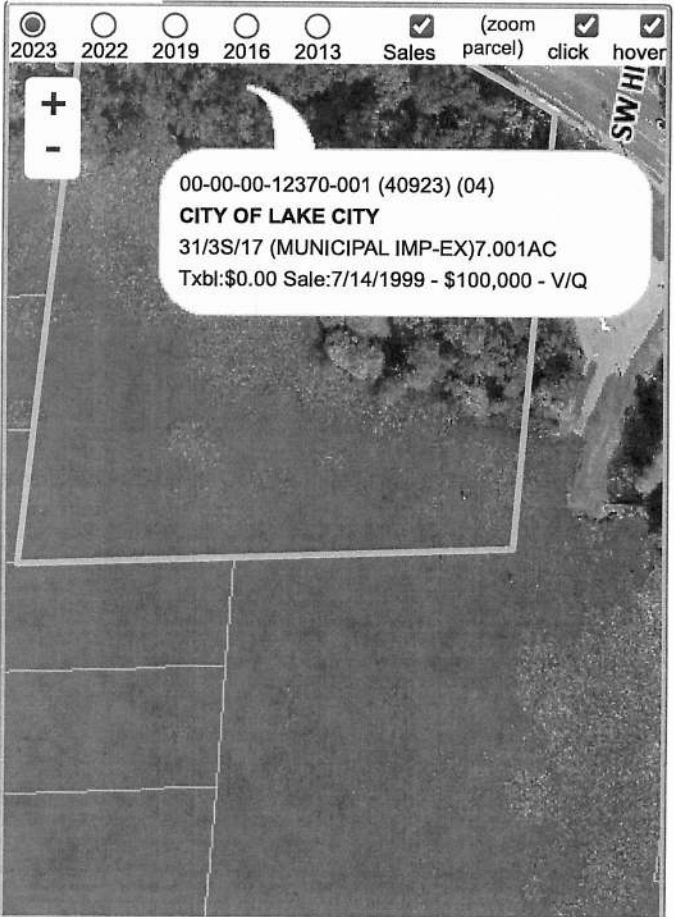 2023 2022 2019 2016 2013 Sales (zoom parcel) click hover
+
-
SW HI
00-00-00-12370-001 (40923) (04)
CITY OF LAKE CITY
31/3S/17 (MUNICIPAL IMP-EX)7.001AC
Txbl:$0.00 Sale:7/14/1999 - $100,000 - V/Q